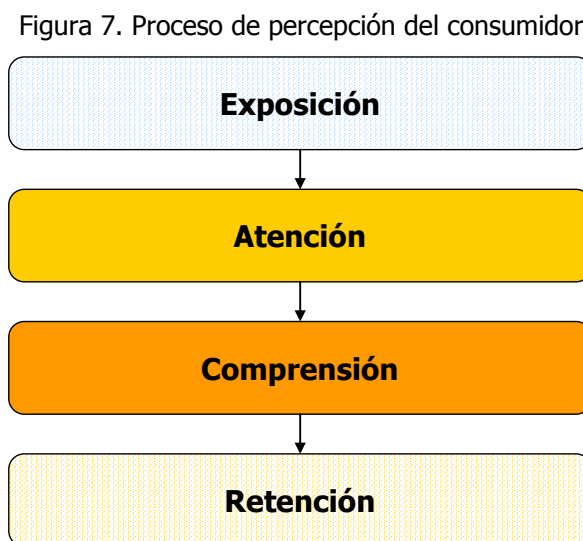 Figura 7. Proceso de percepción del consumidor
Exposición
Atención
Comprensión
Retención